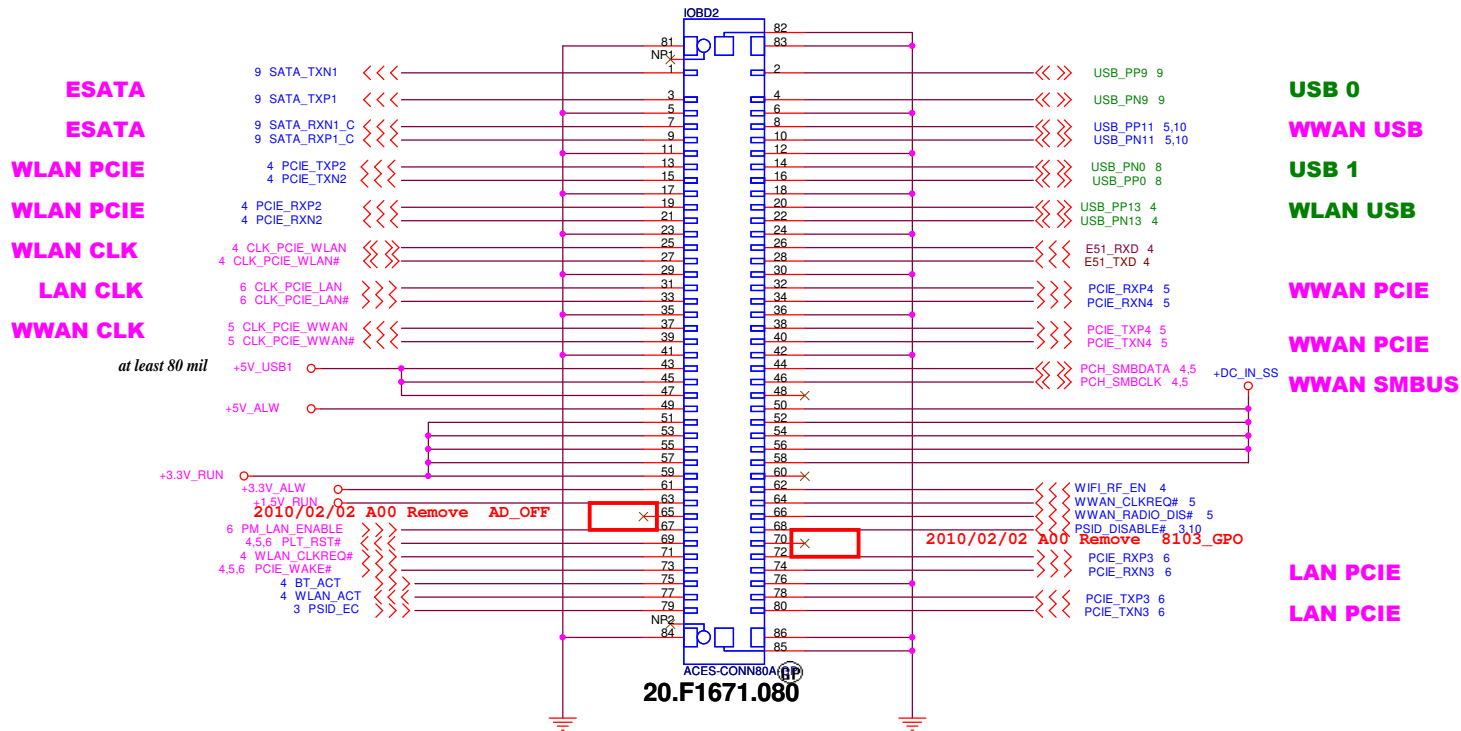 IOBD2
81
NP1
82
83
ESATA
9 SATA_TXN1
1
2
USB_PP9 9
USB 0
9 SATA_TXP1
3
4
USB_PN9 9
5
6
ESATA
9 SATA_RXN1_C
7
8
USB_PP11 5,10
WWAN USB
9 SATA_RXP1_C
9
10
USB_PN11 5,10
11
12
WLAN PCIE
4 PCIE_TXP2
13
14
USB_PN0 8
USB 1
4 PCIE_TXN2
15
16
USB_PP0 8
17
18
WLAN PCIE
4 PCIE_RXP2
19
20
USB_PP13 4
WLAN USB
4 PCIE_RXN2
21
22
USB_PN13 4
23
24
WLAN CLK
4 CLK_PCIE_WLAN
25
26
E51_RXD 4
4 CLK_PCIE_WLAN#
27
28
E51_TXD 4
29
30
LAN CLK
6 CLK_PCIE_LAN
31
32
PCIE_RXP4 5
WWAN PCIE
6 CLK_PCIE_LAN#
33
34
PCIE_RXN4 5
35
36
WWAN CLK
5 CLK_PCIE_WWAN
37
38
PCIE_TXP4 5
WWAN PCIE
5 CLK_PCIE_WWAN#
39
40
PCIE_TXN4 5
41
42
at least 80 mil
+5V_USB1
43
44
PCH_SMBDATA 4,5
+DC_IN_SS
WWAN SMBUS
45
46
PCH_SMBCLK 4,5
47
48
+5V_ALW
49
50
51
52
53
54
55
56
57
58
+3.3V_RUN
59
60
+3.3V_ALW
61
62
WIFI_RF_EN 4
+1.5V_RUN
63
64
WWAN_CLKREQ# 5
2010/02/02 A00 Remove AD_OFF
65
66
WWAN_RADIO_DIS# 5
6 PM_LAN_ENABLE
67
68
PSID_DISABLE# 3,10
4,5,6 PLT_RST#
69
70
2010/02/02 A00 Remove 8103_GPO
4 WLAN_CLKREQ#
71
72
PCIE_RXP3 6
4,5,6 PCIE_WAKE#
73
74
PCIE_RXN3 6
LAN PCIE
4 BT_ACT
75
76
4 WLAN_ACT
77
78
PCIE_TXP3 6
3 PSID_EC
79
80
PCIE_TXN3 6
LAN PCIE
NP2
84
86
85
ACES-CONN80A-GP
GP
20.F1671.080